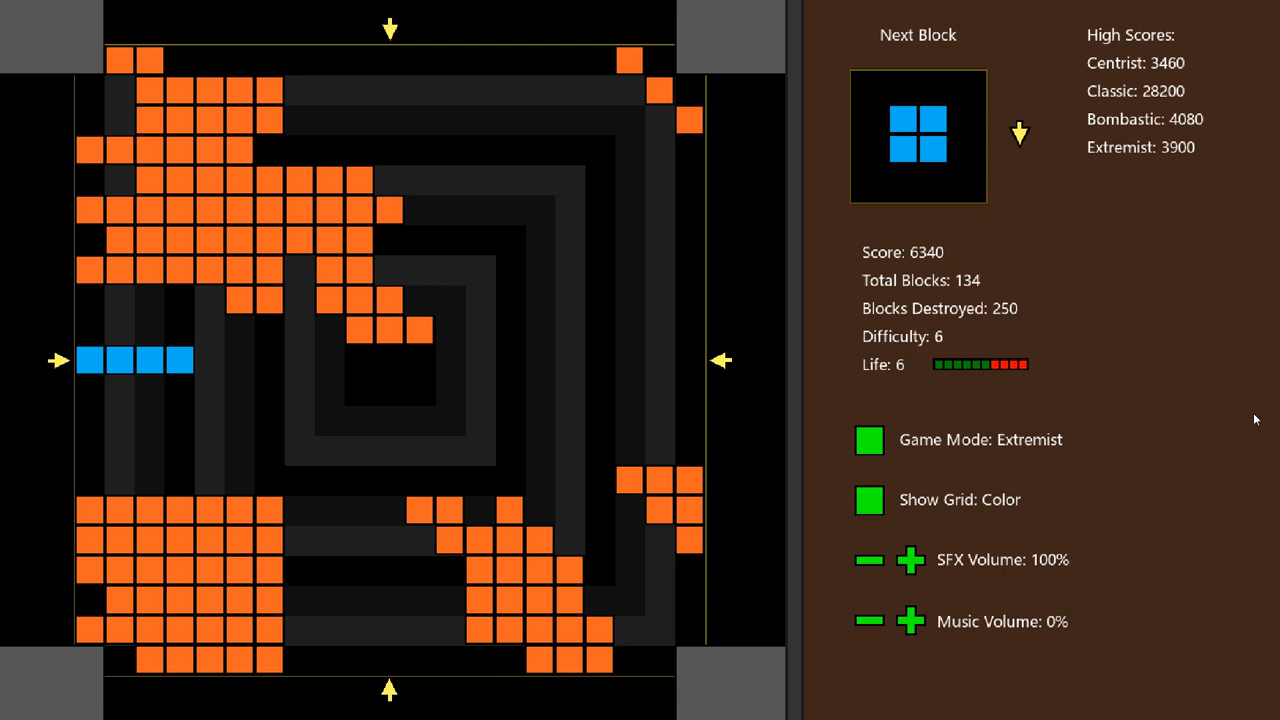 Next Block
High Scores:
Centrist: 3460
Classic: 28200
Bombastic: 4080
Extremist: 3900
Score: 6340
Total Blocks: 134
Blocks Destroyed: 250
Difficulty: 6
Life: 6
Game Mode: Extremist
Show Grid: Color
SFX Volume: 100%
Music Volume: 0%